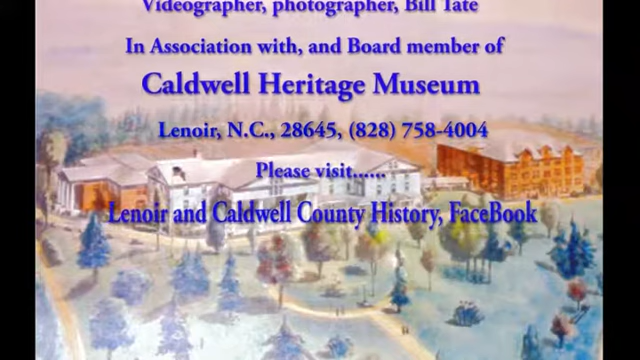 Videographer, photographer, Bill Tate
In Association with, and Board member of
Caldwell Heritage Museum
Lenoir, N.C., 28645, (828) 758-4004
Please visit......
Lenoir and Caldwell County History, FaceBook